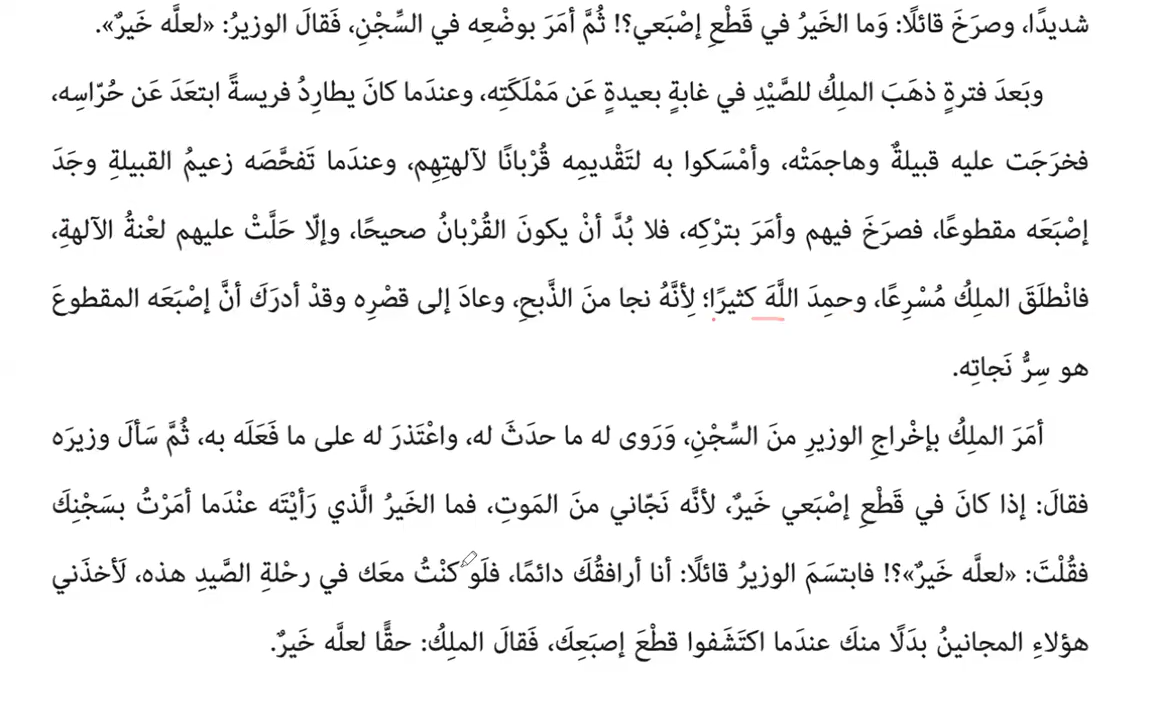 شديدًا، وصرَخَ قائلًا: وَما الخَيرُ في قَطْعِ إصْبَعي؟! ثُمَّ أمَرَ بوضْعِه في السِّجْنِ، فَقالَ الوزيرُ: «لعلَّه خَيرٌ».
وبَعدَ فترةٍ ذهَبَ الملِكُ للصَّيْدِ في غابةٍ بعيدةٍ عَن مَمْلَكَتِه، وعندَما كانَ يطارِدُ فريسةً ابتعَدَ عَن حُرّاسِه،
فخرَجَت عليه قبيلةٌ وهاجمَتْه، وأمْسَكوا به لتَقْديمِه قُرْبانًا لآلهتِهِم، وعندَما تَفحَّصَه زعيمُ القبيلةِ وجَدَ
إصْبَعَه مقطوعًا، فصرَخَ فيهم وأمَرَ بترْكِه، فلا بُدَّ أنْ يكونَ القُرْبانُ صحيحًا، وإلّا حَلَّتْ عليهم لعْنةُ الآلهةِ،
فانْطلَقَ الملِكُ مُسْرِعًا، وحمِدَ اللَّهَ كثيرًا؛ لِأنَّهُ نجا منَ الذَّبحِ، وعادَ إلى قصْرِه وقدْ أدرَكَ أنَّ إصْبَعَه المقطوعَ
هو سِرُّ نَجاتِه.
أمَرَ الملِكُ بإخْراجِ الوزيرِ منَ السِّجْنِ، وَرَوى له ما حدَثَ له، واعْتَذرَ له على ما فَعَلَه به، ثُمَّ سَألَ وزيرَه
فقالَ: إذا كانَ في قَطْعِ إصْبَعي خَيرٌ، لأنَّه نَجّاني منَ المَوتِ، فما الخَيرُ الَّذي رَأيْتَه عنْدَما أمَرْتُ بسَجْنِكَ
فقُلْتَ: «لعلَّه خَيرٌ»؟! فابتسَمَ الوزيرُ قائلًا: أنا أرافقُكَ دائمًا، فلَو كنْتُ معَك في رحْلةِ الصَّيدِ هذه، لَأخذَني
هؤلاءِ المجانينُ بدَلًا منكَ عندَما اكتَشَفوا قطْعَ إصبَعِكَ، فَقالَ الملِكُ: حقًّا لعلَّه خَيرٌ.